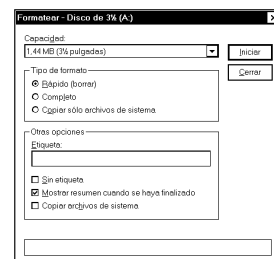 Formatear - Disco de 3½ (A:)
Capacidad:
1,44 MB (3½ pulgadas)
Iniciar
Cerrar
Tipo de formato
Rápido (borrar)
Completo
Copiar sólo archivos de sistema
Otras opciones
Etiqueta:
Sin etiqueta
Mostrar resumen cuando se haya finalizado
Copiar archivos de sistema